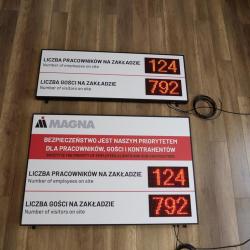 LICZBA PRACOWNIKÓW NA ZAKŁADZIE
Number of employees on site
124
LICZBA GOŚCI NA ZAKŁADZIE
Number of visitors on site
792
MAGNA
BEZPIECZEŃSTWO JEST NASZYM PRIORYTETEM
DLA PRACOWNIKÓW, GOŚCI I KONTRAHENTÓW
LICZBA PRACOWNIKÓW NA ZAKŁADZIE
Number of employees on site
124
LICZBA GOŚCI NA ZAKŁADZIE
Number of visitors on site
792